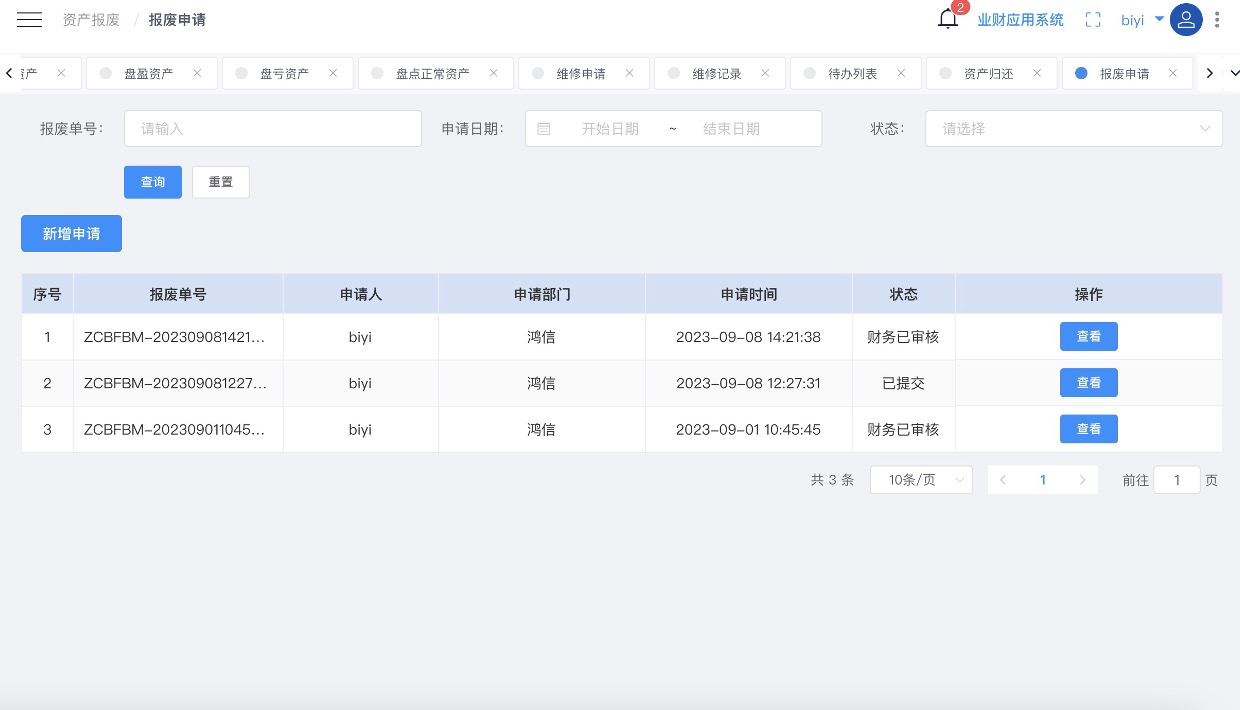 资产报废 / 报废申请 2 业财应用系统 biyi
产 盘盈资产 盘亏资产 盘点正常资产 维修申请 维修记录 待办列表 资产归还 报废申请
报废单号: 请输入 申请日期: 开始日期 ~ 结束日期 状态: 请选择
查询 重置
新增申请
序号 报废单号 申请人 申请部门 申请时间 状态 操作
1 ZCBFBM-202309081421... biyi 鸿信 2023-09-08 14:21:38 财务已审核 查看
2 ZCBFBM-202309081227... biyi 鸿信 2023-09-08 12:27:31 已提交 查看
3 ZCBFBM-202309011045... biyi 鸿信 2023-09-01 10:45:45 财务已审核 查看
共 3 条 10条/页 < 1 > 前往 1 页